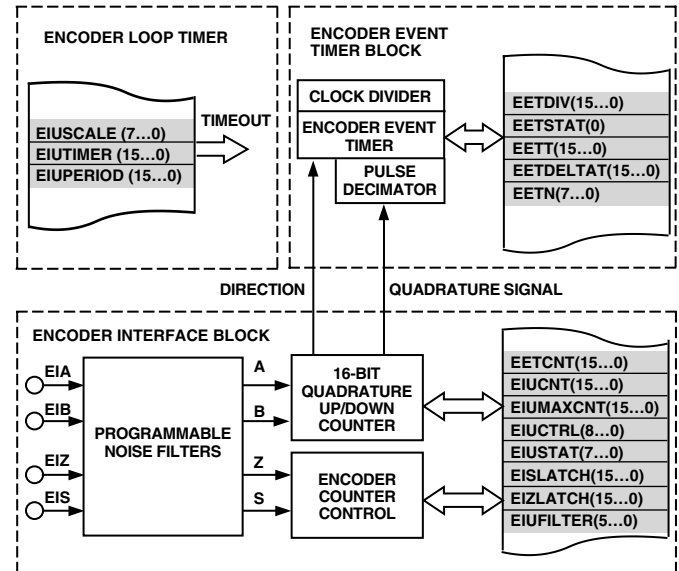 ENCODER LOOP TIMER
EIUSCALE (7...0)
EIUTIMER (15...0)
EIUPERIOD (15...0)
TIMEOUT
ENCODER EVENT
TIMER BLOCK
CLOCK DIVIDER
ENCODER EVENT
TIMER
PULSE
DECIMATOR
EETDIV(15...0)
EETSTAT(0)
EETT(15...0)
EETDELTAT(15...0)
EETN(7...0)
DIRECTION
QUADRATURE SIGNAL
ENCODER INTERFACE BLOCK
EIA
EIB
EIZ
EIS
PROGRAMMABLE
NOISE FILTERS
A
B
Z
S
16-BIT
QUADRATURE
UP/DOWN
COUNTER
ENCODER
COUNTER
CONTROL
EETCNT(15...0)
EIUCNT(15...0)
EIUMAXCNT(15...0)
EIUCTRL(8...0)
EIUSTAT(7...0)
EISLATCH(15...0)
EIZLATCH(15...0)
EIUFILTER(5...0)